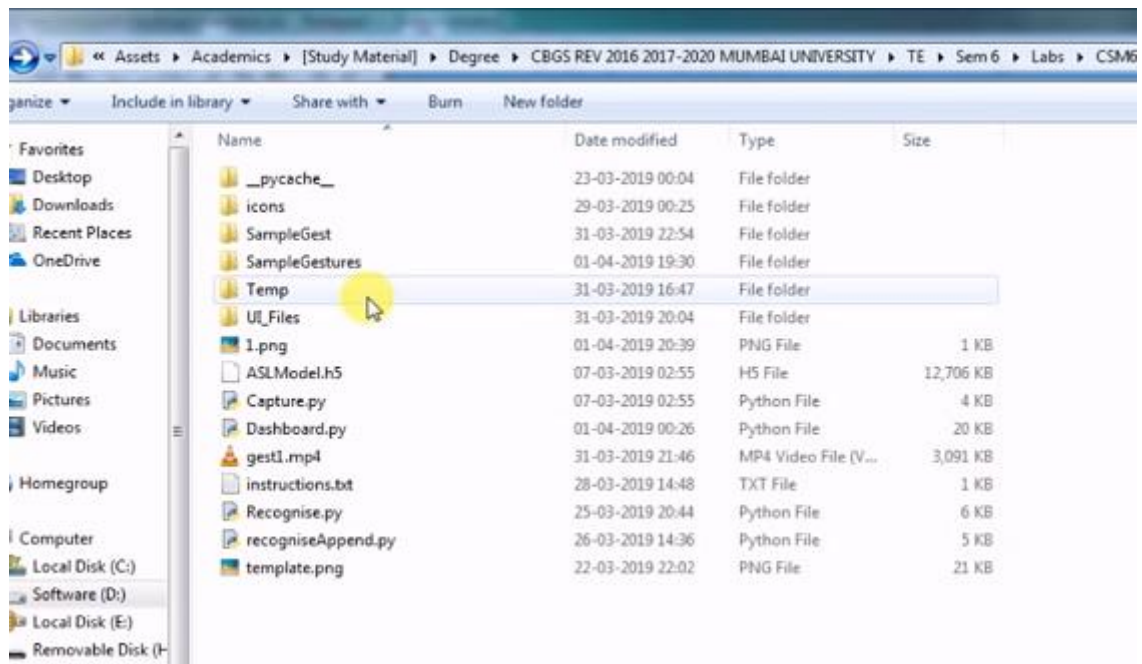 « Assets ▸ Academics ▸ [Study Material] ▸ Degree ▸ CBGS REV 2016 2017-2020 MUMBAI UNIVERSITY ▸ TE ▸ Sem 6 ▸ Labs ▸ CSM6
ganize Include in library Share with Burn New folder
Name Date modified Type Size
Favorites
Desktop
Downloads
Recent Places
OneDrive
Libraries
Documents
Music
Pictures
Videos
Homegroup
Computer
Local Disk (C:)
Software (D:)
Local Disk (E:)
Removable Disk (H
__pycache__ 23-03-2019 00:04 File folder
icons 29-03-2019 00:25 File folder
SampleGest 31-03-2019 22:54 File folder
SampleGestures 01-04-2019 19:30 File folder
Temp 31-03-2019 16:47 File folder
UI_Files 31-03-2019 20:04 File folder
1.png 01-04-2019 20:39 PNG File 1 KB
ASLModel.h5 07-03-2019 02:55 H5 File 12,706 KB
Capture.py 07-03-2019 02:55 Python File 4 KB
Dashboard.py 01-04-2019 00:26 Python File 20 KB
gest1.mp4 31-03-2019 21:46 MP4 Video File (V... 3,091 KB
instructions.txt 28-03-2019 14:48 TXT File 1 KB
Recognise.py 25-03-2019 20:44 Python File 6 KB
recogniseAppend.py 26-03-2019 14:36 Python File 5 KB
template.png 22-03-2019 22:02 PNG File 21 KB